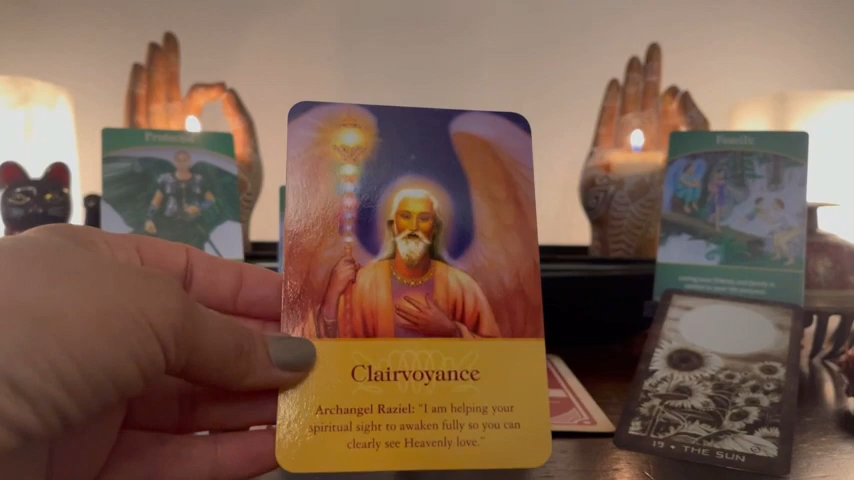 Family
Clairvoyance
Archangel Raziel: "I am helping your
spiritual sight to awaken fully so you can
clearly see Heavenly love."
19 + THE SUN